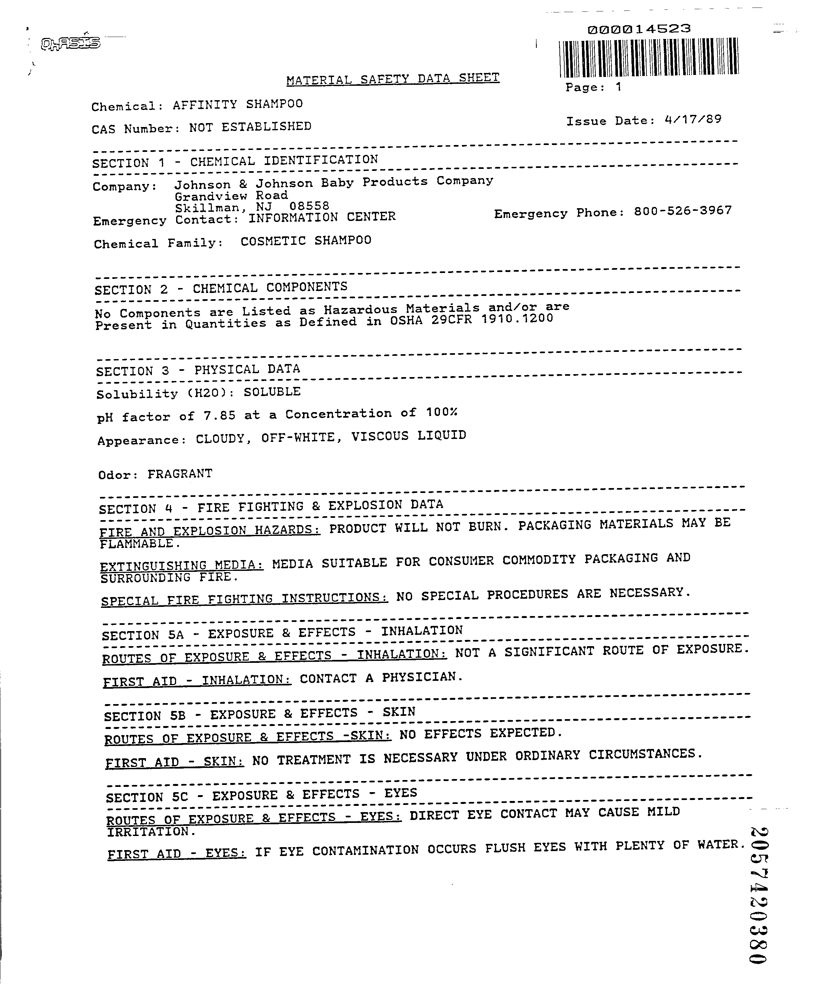 000014523
OHASIS
MATERIAL SAFETY DATA SHEET
Page: 1
Chemical: AFFINITY SHAMPOO
CAS Number: NOT ESTABLISHED
Issue Date: 4/17/89
SECTION 1 - CHEMICAL IDENTIFICATION
Company: Johnson & Johnson Baby Products Company
Grandview Road
Skillman, NJ 08558
Emergency Contact: INFORMATION CENTER Emergency Phone: 800-526-3967
Chemical Family: COSMETIC SHAMPOO
SECTION 2 - CHEMICAL COMPONENTS
No Components are Listed as Hazardous Materials and/or are
Present in Quantities as Defined in OSHA 29CFR 1910.1200
SECTION 3 - PHYSICAL DATA
Solubility (H2O): SOLUBLE
pH factor of 7.85 at a Concentration of 100%
Appearance: CLOUDY, OFF-WHITE, VISCOUS LIQUID
Odor: FRAGRANT
SECTION 4 - FIRE FIGHTING & EXPLOSION DATA
FIRE AND EXPLOSION HAZARDS: PRODUCT WILL NOT BURN. PACKAGING MATERIALS MAY BE
FLAMMABLE.
EXTINGUISHING MEDIA: MEDIA SUITABLE FOR CONSUMER COMMODITY PACKAGING AND
SURROUNDING FIRE.
SPECIAL FIRE FIGHTING INSTRUCTIONS: NO SPECIAL PROCEDURES ARE NECESSARY.
SECTION 5A - EXPOSURE & EFFECTS - INHALATION
ROUTES OF EXPOSURE & EFFECTS - INHALATION: NOT A SIGNIFICANT ROUTE OF EXPOSURE.
FIRST AID - INHALATION: CONTACT A PHYSICIAN.
SECTION 5B - EXPOSURE & EFFECTS - SKIN
ROUTES OF EXPOSURE & EFFECTS -SKIN: NO EFFECTS EXPECTED.
FIRST AID - SKIN: NO TREATMENT IS NECESSARY UNDER ORDINARY CIRCUMSTANCES.
SECTION 5C - EXPOSURE & EFFECTS - EYES
ROUTES OF EXPOSURE & EFFECTS - EYES: DIRECT EYE CONTACT MAY CAUSE MILD
IRRITATION.
FIRST AID - EYES: IF EYE CONTAMINATION OCCURS FLUSH EYES WITH PLENTY OF WATER.
2057420380